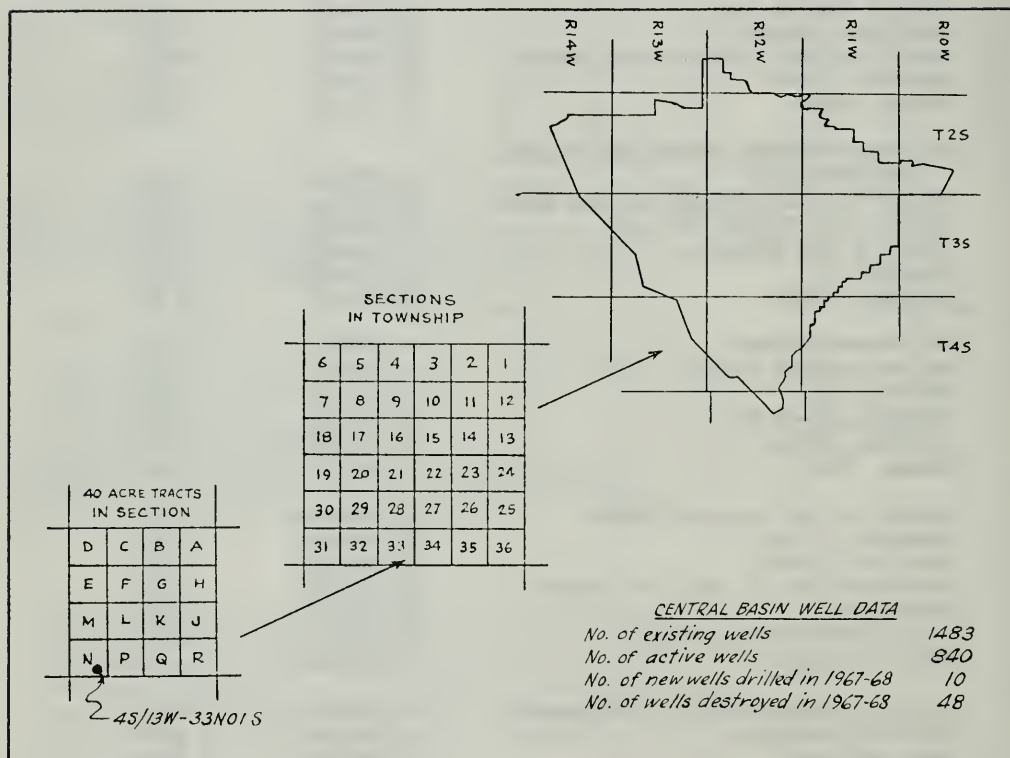 R14W
R13W
R12W
R11W
R10W
T2S
T3S
T4S
SECTIONS
IN TOWNSHIP
6 5 4 3 2 1
7 8 9 10 11 12
18 17 16 15 14 13
19 20 21 22 23 24
30 29 28 27 26 25
31 32 33 34 35 36
40 ACRE TRACTS
IN SECTION
D C B A
E F G H
M L K J
N P Q R
4S/13W-33N01S
CENTRAL BASIN WELL DATA
No. of existing wells 1483
No. of active wells 840
No. of new wells drilled in 1967-68 10
No. of wells destroyed in 1967-68 48